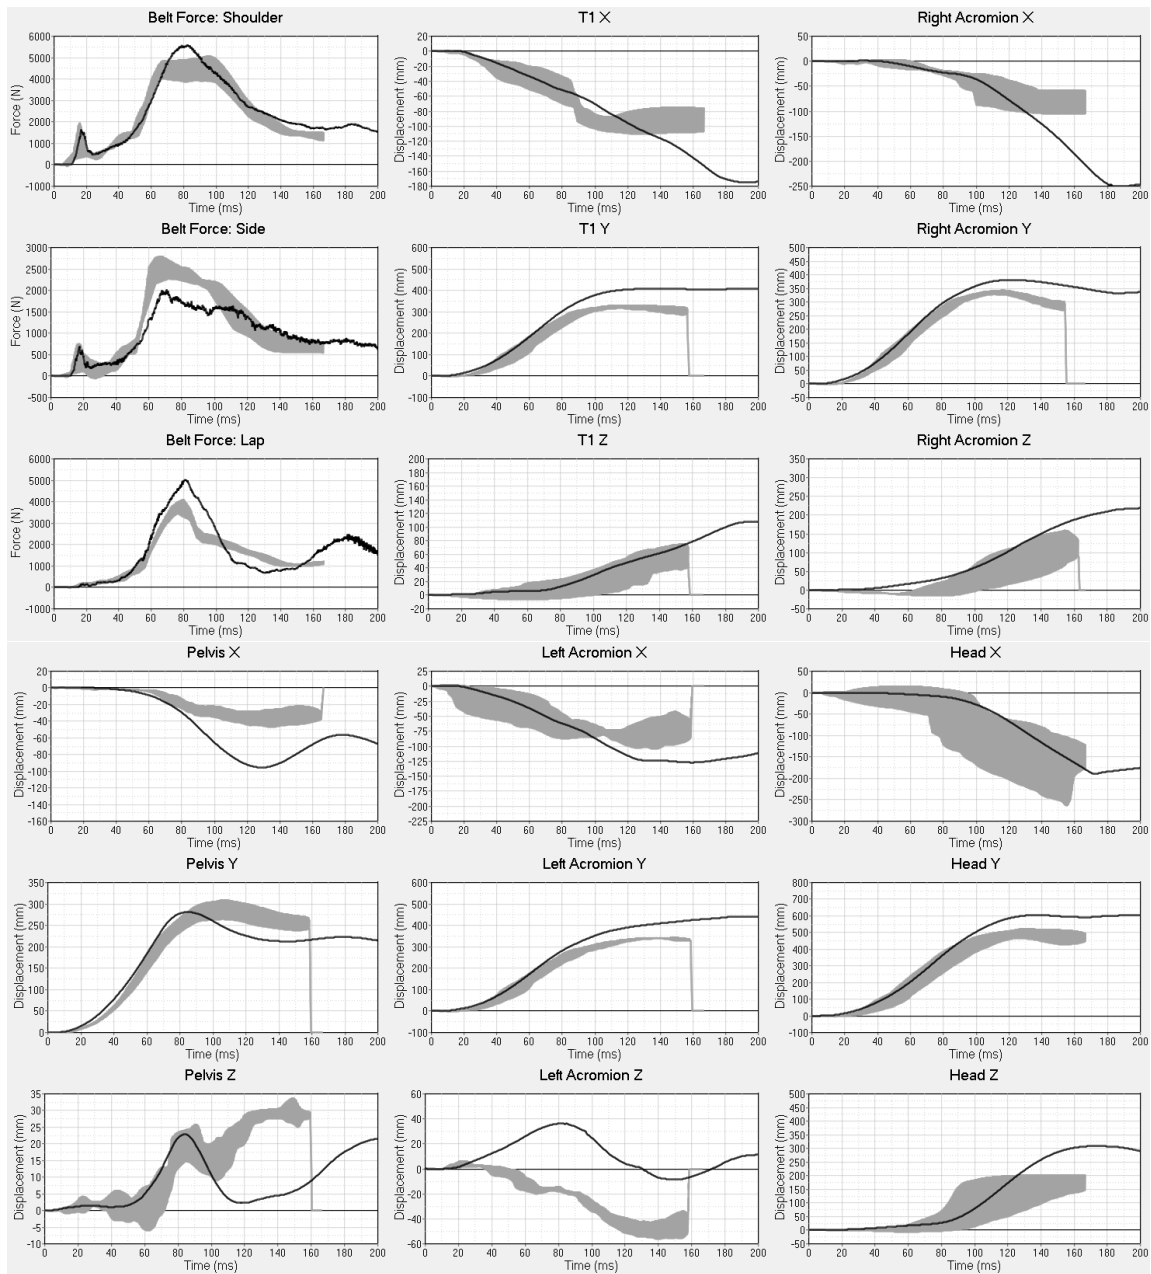 Belt Force: Shoulder
T1 X
Right Acromion X
Force (N)
6000
5000
4000
3000
2000
1000
0
-1000
0 20 40 60 80 100 120 140 160 180 200
Time (ms)
Displacement (mm)
20
0
-20
-40
-60
-80
-100
-120
-140
-160
-180
0 20 40 60 80 100 120 140 160 180 200
Time (ms)
Displacement (mm)
50
0
-50
-100
-150
-200
-250
0 20 40 60 80 100 120 140 160 180 200
Time (ms)
Belt Force: Side
T1 Y
Right Acromion Y
Force (N)
3000
2500
2000
1500
1000
500
0
-500
0 20 40 60 80 100 120 140 160 180 200
Time (ms)
Displacement (mm)
600
500
400
300
200
100
0
-100
0 20 40 60 80 100 120 140 160 180 200
Time (ms)
Displacement (mm)
500
450
400
350
300
250
200
150
100
50
0
-50
0 20 40 60 80 100 120 140 160 180 200
Time (ms)
Belt Force: Lap
T1 Z
Right Acromion Z
Force (N)
6000
5000
4000
3000
2000
1000
0
-1000
0 20 40 60 80 100 120 140 160 180 200
Time (ms)
Displacement (mm)
200
180
160
140
120
100
80
60
40
20
0
-20
0 20 40 60 80 100 120 140 160 180 200
Time (ms)
Displacement (mm)
350
300
250
200
150
100
50
0
-50
0 20 40 60 80 100 120 140 160 180 200
Time (ms)
Pelvis X
Left Acromion X
Head X
Displacement (mm)
20
0
-20
-40
-60
-80
-100
-120
-140
-160
0 20 40 60 80 100 120 140 160 180 200
Time (ms)
Displacement (mm)
25
0
-25
-50
-75
-100
-125
-150
-175
-200
-225
0 20 40 60 80 100 120 140 160 180 200
Time (ms)
Displacement (mm)
50
0
-50
-100
-150
-200
-250
-300
0 20 40 60 80 100 120 140 160 180 200
Time (ms)
Pelvis Y
Left Acromion Y
Head Y
Displacement (mm)
350
300
250
200
150
100
50
0
0 20 40 60 80 100 120 140 160 180 200
Time (ms)
Displacement (mm)
600
500
400
300
200
100
0
-100
0 20 40 60 80 100 120 140 160 180 200
Time (ms)
Displacement (mm)
800
700
600
500
400
300
200
100
0
-100
0 20 40 60 80 100 120 140 160 180 200
Time (ms)
Pelvis Z
Left Acromion Z
Head Z
Displacement (mm)
35
30
25
20
15
10
5
0
-5
-10
0 20 40 60 80 100 120 140 160 180 200
Time (ms)
Displacement (mm)
60
40
20
0
-20
-40
-60
0 20 40 60 80 100 120 140 160 180 200
Time (ms)
Displacement (mm)
500
450
400
350
300
250
200
150
100
50
0
-50
0 20 40 60 80 100 120 140 160 180 200
Time (ms)